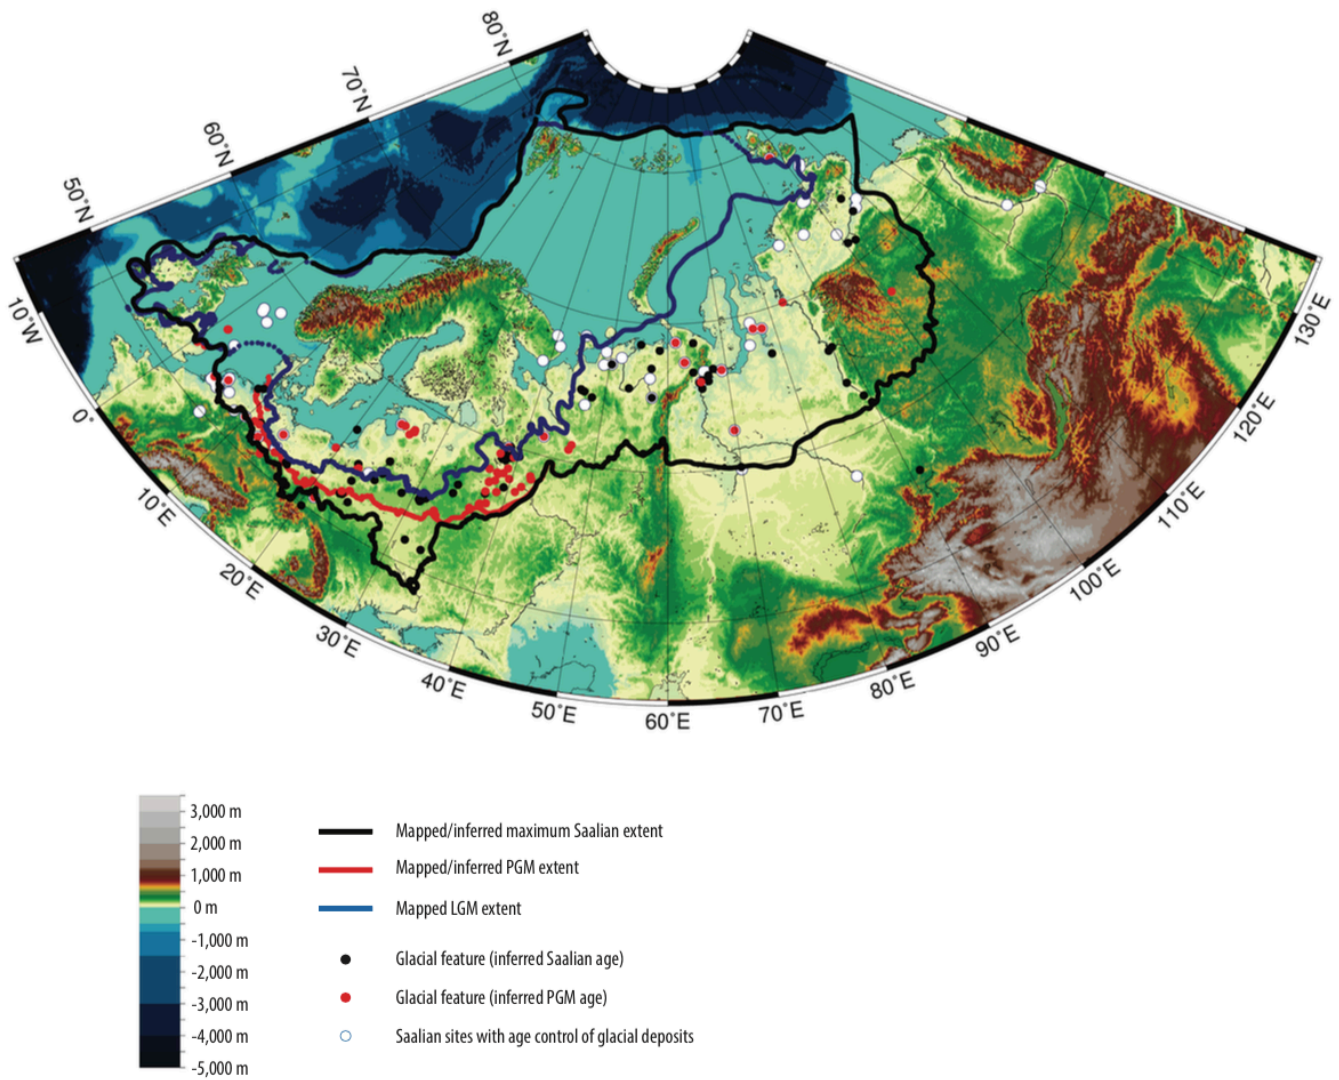 80°N
70°N
60°N
50°N
10°W
0°
10°E
20°E
30°E
40°E
50°E
60°E
70°E
80°E
90°E
100°E
110°E
120°E
130°E
3,000 m
2,000 m
1,000 m
0 m
-1,000 m
-2,000 m
-3,000 m
-4,000 m
-5,000 m
Mapped/inferred maximum Saalian extent
Mapped/inferred PGM extent
Mapped LGM extent
Glacial feature (inferred Saalian age)
Glacial feature (inferred PGM age)
Saalian sites with age control of glacial deposits